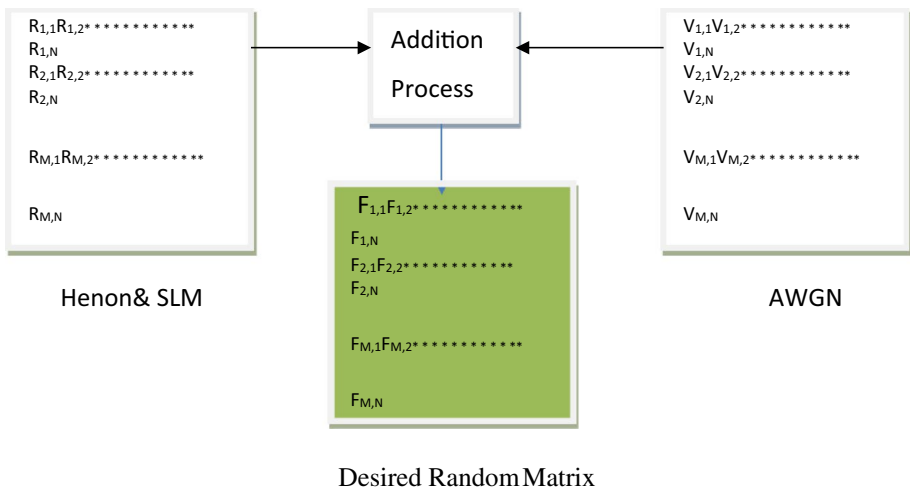 R1,1R1,2* * * * * * * * * * **
R1,N
R2,1R2,2* * * * * * * * * * **
R2,N
RM,1RM,2* * * * * * * * * * **
RM,N
Henon& SLM
Addition
Process
V1,1V1,2* * * * * * * * * * **
V1,N
V2,1V2,2* * * * * * * * * * **
V2,N
VM,1VM,2* * * * * * * * * * **
VM,N
AWGN
F1,1F1,2* * * * * * * * * * **
F1,N
F2,1F2,2* * * * * * * * * * **
F2,N
FM,1FM,2* * * * * * * * * * **
FM,N
Desired Random Matrix